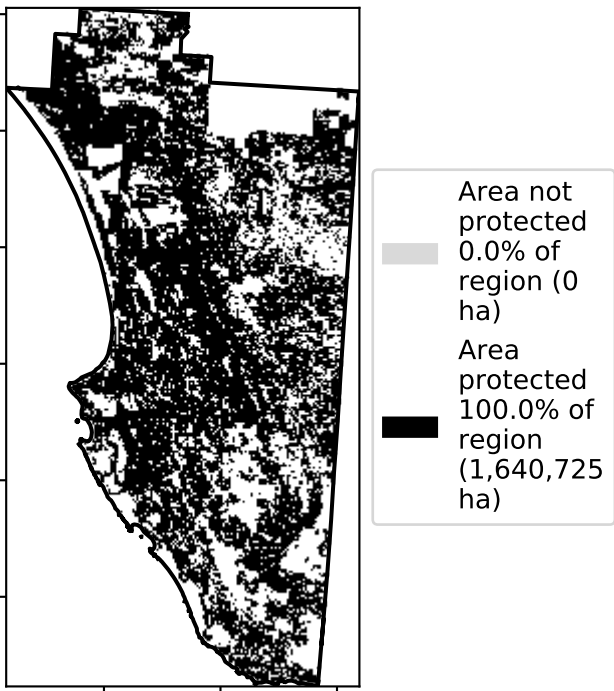 Area not
protected
0.0% of
region (0
ha)
Area
protected
100.0% of
region
(1,640,725
ha)